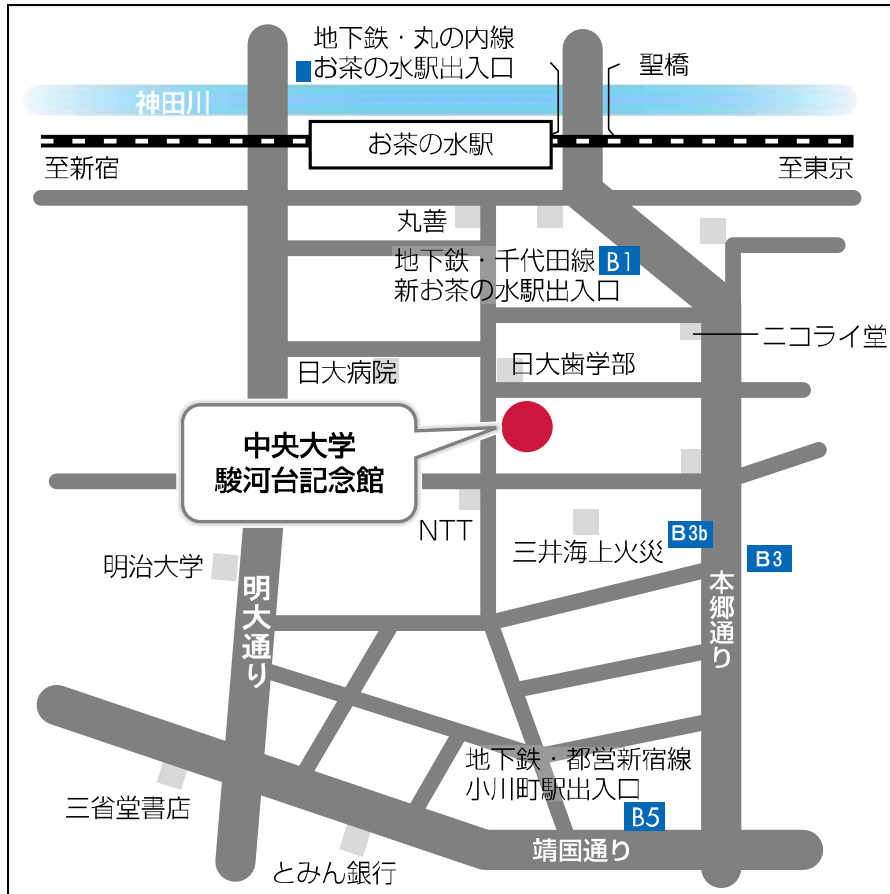 地下鉄・丸の内線
お茶の水駅出入口
聖橋
神田川
お茶の水駅
至新宿
至東京
丸善
地下鉄・千代田線 B1
新お茶の水駅出入口
ニコライ堂
日大病院
日大歯学部
中央大学
駿河台記念館
NTT
三井海上火災
B3b
B3
明治大学
明大通り
本郷通り
地下鉄・都営新宿線
小川町駅出入口
B5
三省堂書店
とみん銀行
靖国通り